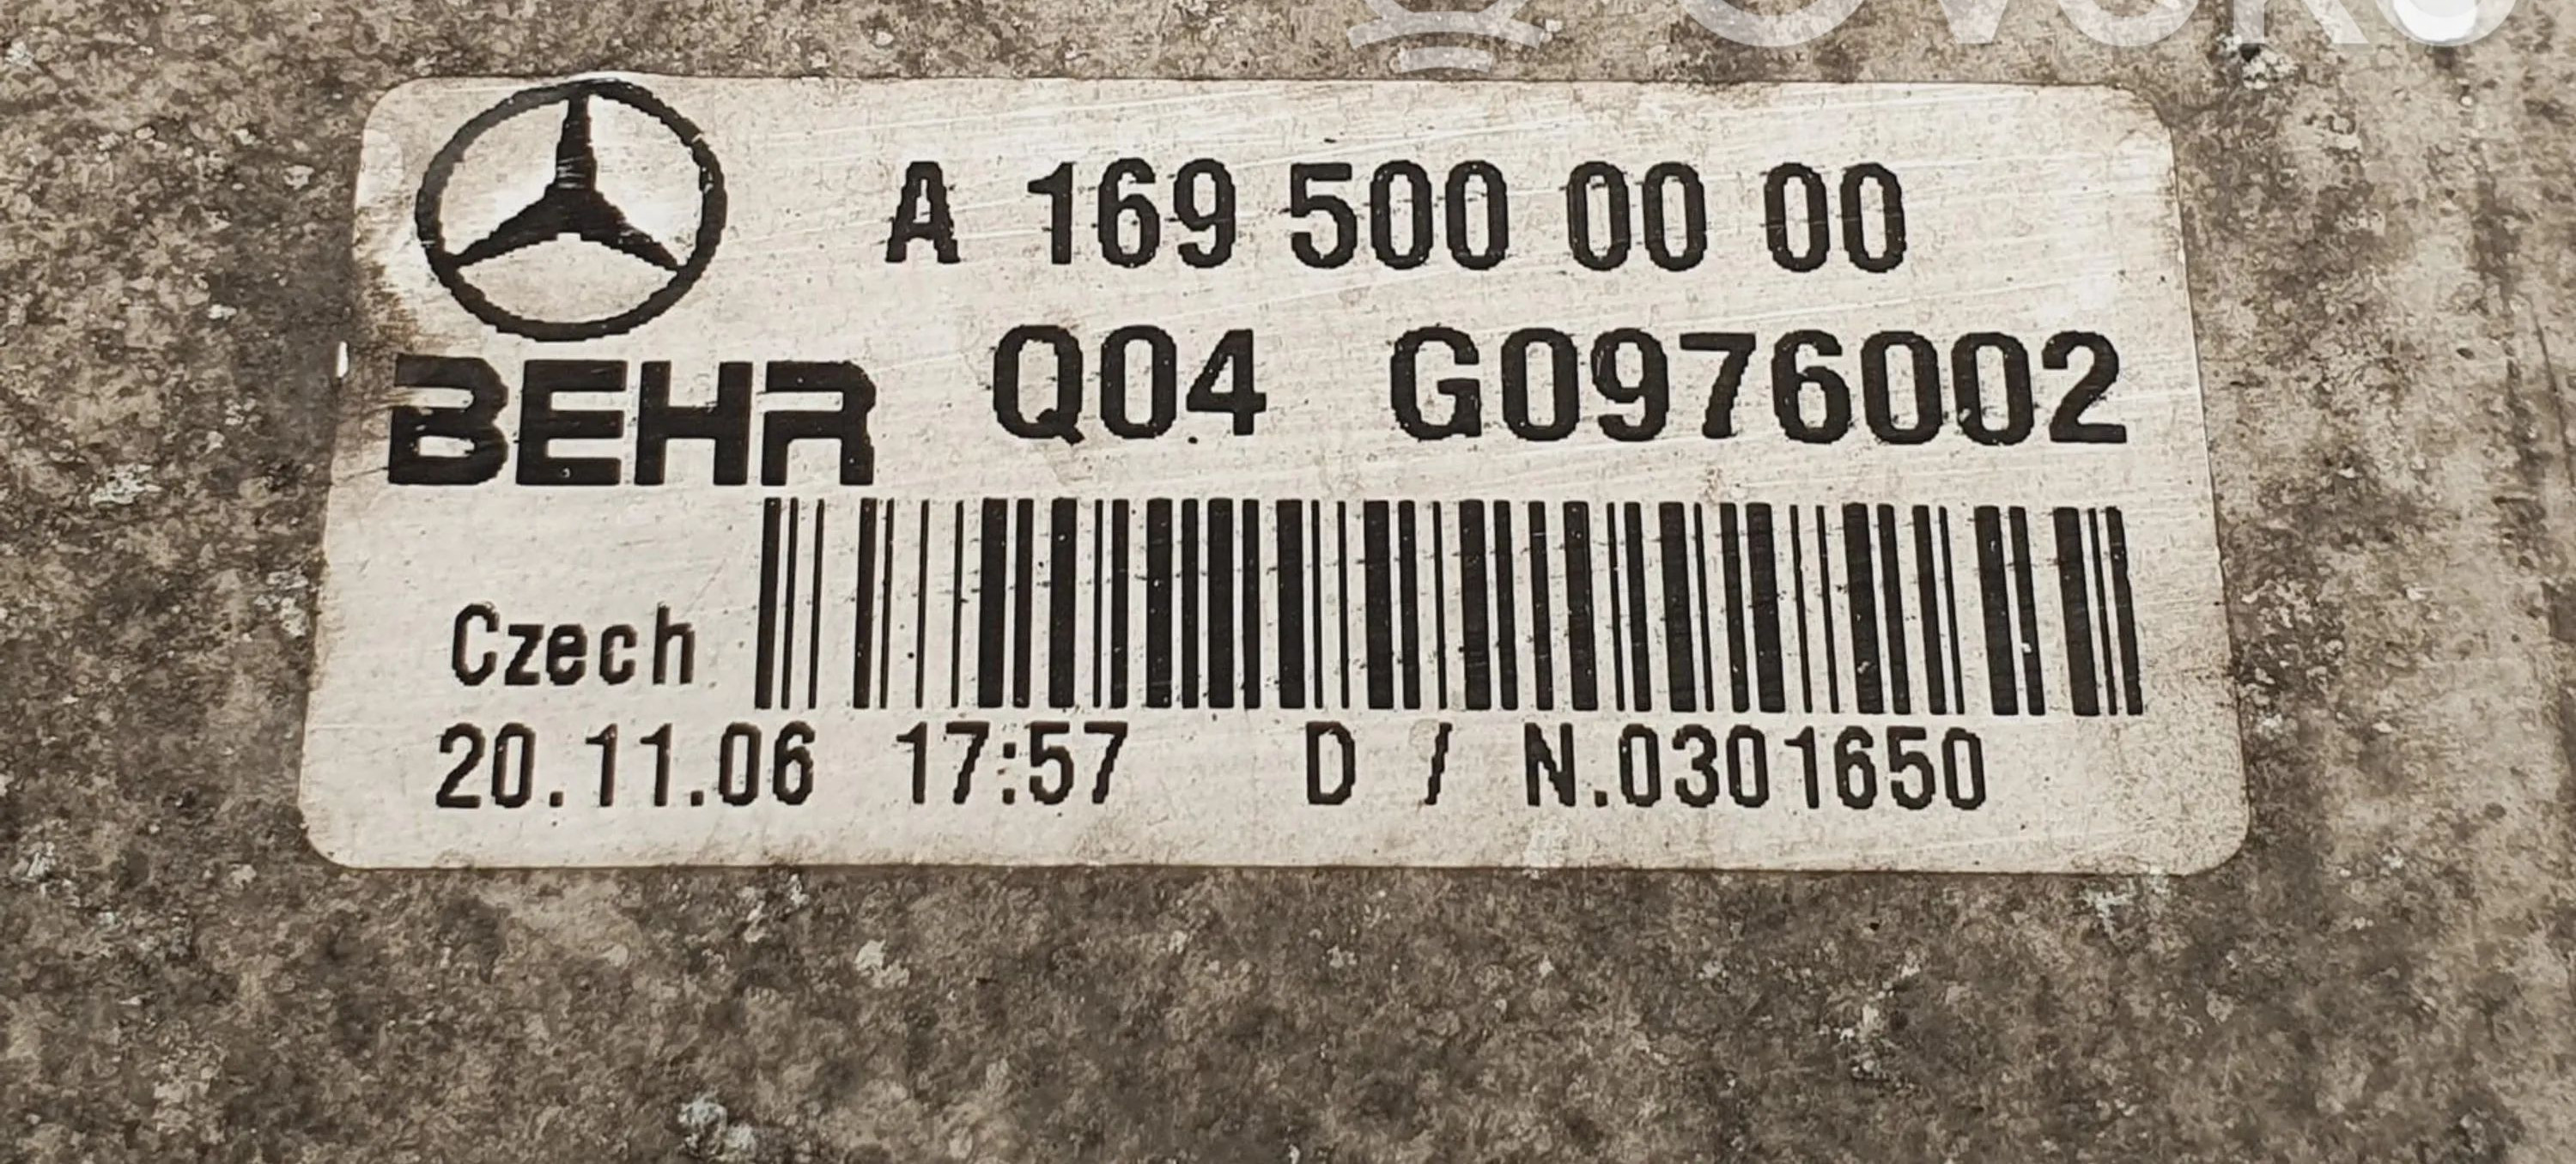 A 169 500 00 00
BEHR Q04 G0976002
Czech
20.11.06 17:57 D / N.0301650